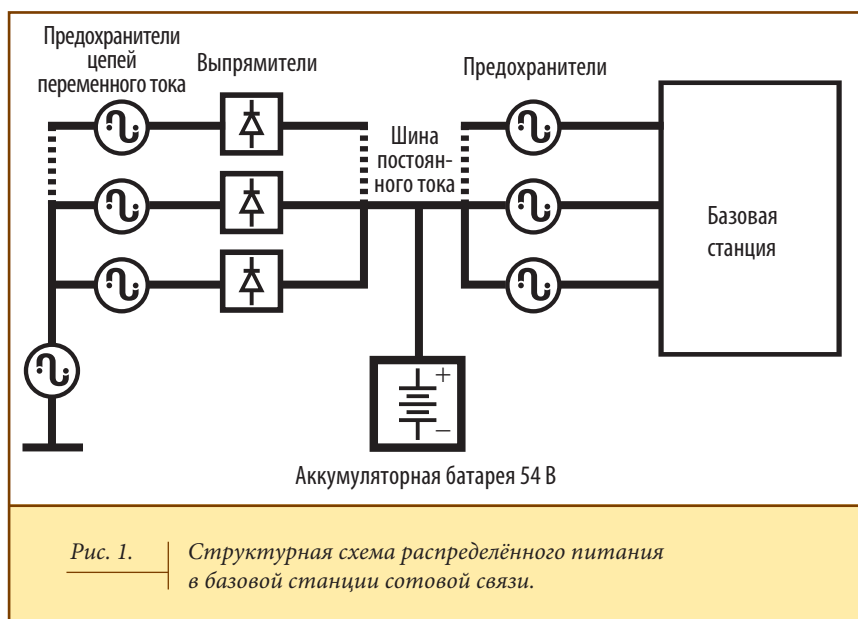 Предохранители
цепей
переменного тока
Выпрямители
Предохранители
Шина
постоян-
ного тока
Базовая
станция
+
–
Аккумуляторная батарея 54 В
Рис. 1.
Структурная схема распределённого питания
в базовой станции сотовой связи.